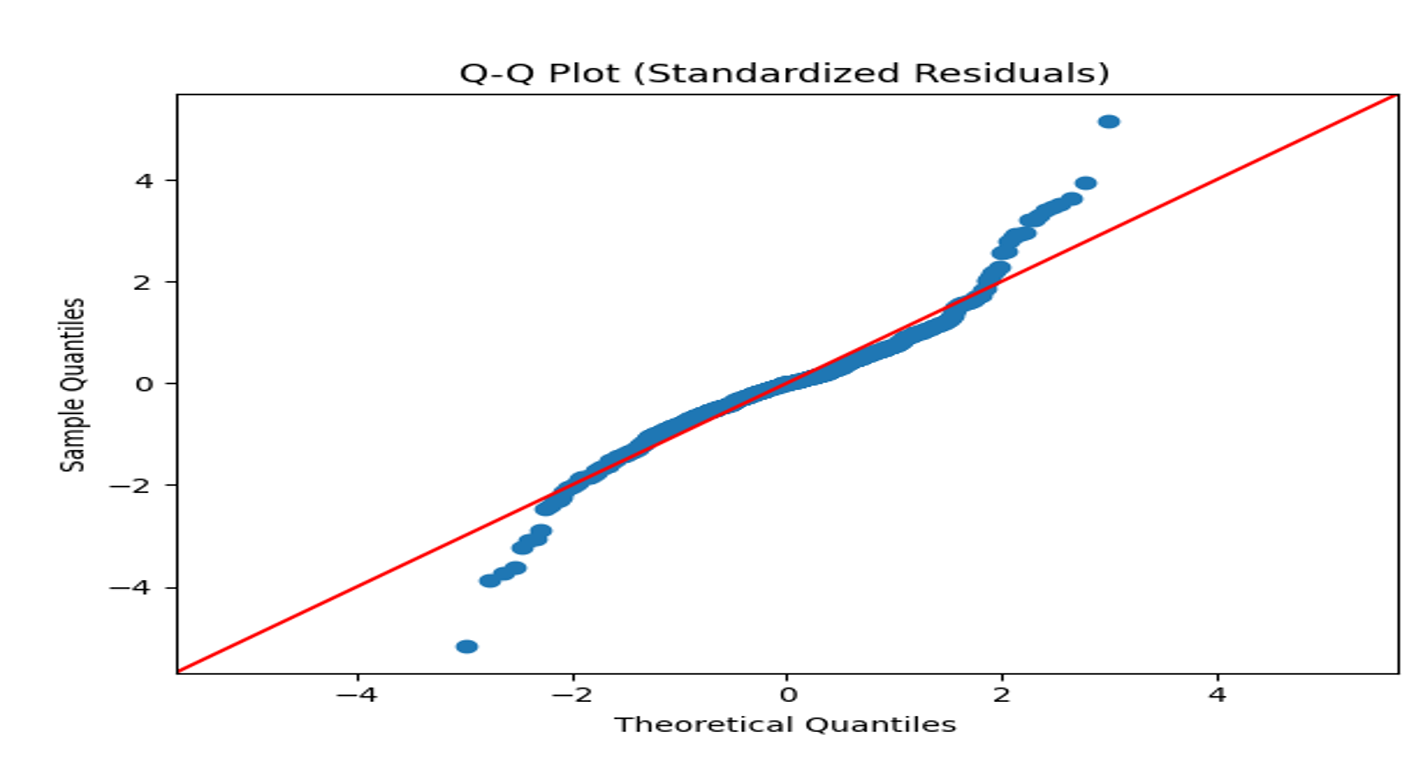 Q-Q Plot (Standardized Residuals)
Sample Quantiles
4
2
0
−2
−4
−4 −2 0 2 4
Theoretical Quantiles